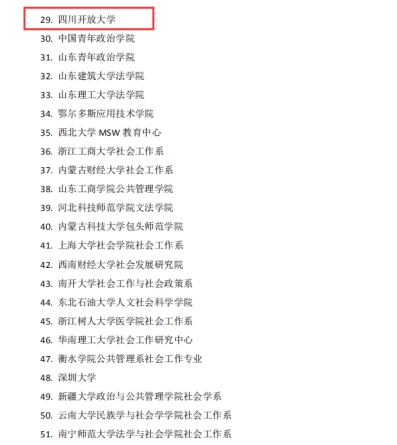 29. 四川开放大学
30. 中国青年政治学院
31. 山东青年政治学院
32. 山东建筑大学法学院
33. 山东理工大学法学院
34. 鄂尔多斯应用技术学院
35. 西北大学 MSW 教育中心
36. 浙江工商大学社会工作系
37. 内蒙古财经大学社会工作系
38. 山东工商学院公共管理学院
39. 河北科技师范学院文法学院
40. 内蒙古科技大学包头师范学院
41. 上海大学社会学院社会工作系
42. 西南财经大学社会发展研究院
43. 南开大学社会工作与社会政策系
44. 东北石油大学人文社会科学学院
45. 浙江树人大学医学院社会工作系
46. 华南理工大学社会工作研究中心
47. 衡水学院公共管理系社会工作专业
48. 深圳大学
49. 新疆大学政治与公共管理学院社会学系
50. 云南大学民族学与社会学学院社会工作系
51. 南宁师范大学法学与社会学院社会工作系